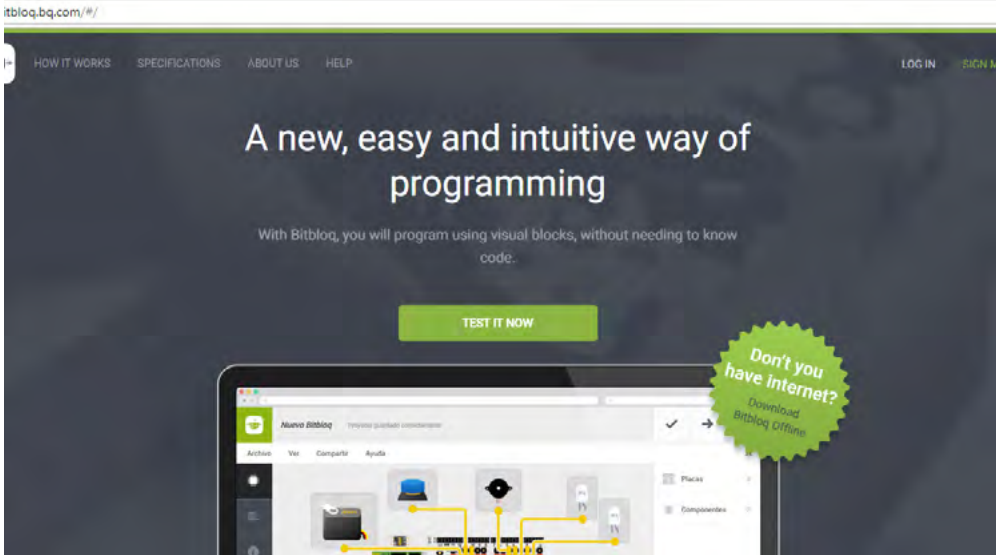 itbloq.bq.com/#/
HOW IT WORKS SPECIFICATIONS ABOUT US HELP LOG IN SIGN M
A new, easy and intuitive way of
programming
With Bitbloq, you will program using visual blocks, without needing to know
code.
TEST IT NOW
Don't you
have internet?
Download
Bitbloq Offline
Nuevo Bitbloq
Archivo Ver Compartir Ayuda
Placas
Componentes